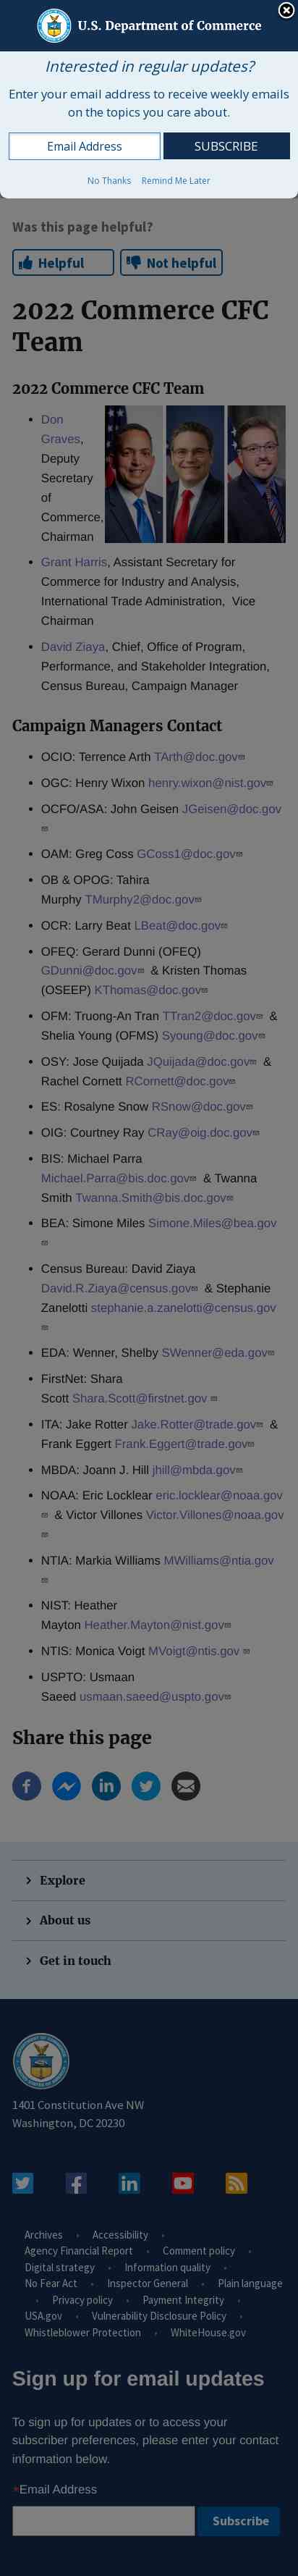 U.S. Department of Commerce
Interested in regular updates?
Enter your email address to receive weekly emails
on the topics you care about.
Email Address
SUBSCRIBE
No Thanks
Remind Me Later
Was this page helpful?
Helpful
Not helpful
2022 Commerce CFC
Team
2022 Commerce CFC Team
Don
Graves,
Deputy
Secretary
of
Commerce,
Chairman
Grant Harris, Assistant Secretary for
Commerce for Industry and Analysis,
International Trade Administration, Vice
Chairman
David Ziaya, Chief, Office of Program,
Performance, and Stakeholder Integration,
Census Bureau, Campaign Manager
Campaign Managers Contact
OCIO: Terrence Arth TArth@doc.gov
OGC: Henry Wixon henry.wixon@nist.gov
OCFO/ASA: John Geisen JGeisen@doc.gov
OAM: Greg Coss GCoss1@doc.gov
OB & OPOG: Tahira
Murphy TMurphy2@doc.gov
OCR: Larry Beat LBeat@doc.gov
OFEQ: Gerard Dunni (OFEQ)
GDunni@doc.gov & Kristen Thomas
(OSEEP) KThomas@doc.gov
OFM: Truong-An Tran TTran2@doc.gov &
Shelia Young (OFMS) Syoung@doc.gov
OSY: Jose Quijada JQuijada@doc.gov &
Rachel Cornett RCornett@doc.gov
ES: Rosalyne Snow RSnow@doc.gov
OIG: Courtney Ray CRay@oig.doc.gov
BIS: Michael Parra
Michael.Parra@bis.doc.gov & Twanna
Smith Twanna.Smith@bis.doc.gov
BEA: Simone Miles Simone.Miles@bea.gov
Census Bureau: David Ziaya
David.R.Ziaya@census.gov & Stephanie
Zanelotti stephanie.a.zanelotti@census.gov
EDA: Wenner, Shelby SWenner@eda.gov
FirstNet: Shara
Scott Shara.Scott@firstnet.gov
ITA: Jake Rotter Jake.Rotter@trade.gov &
Frank Eggert Frank.Eggert@trade.gov
MBDA: Joann J. Hill jhill@mbda.gov
NOAA: Eric Locklear eric.locklear@noaa.gov
& Victor Villones Victor.Villones@noaa.gov
NTIA: Markia Williams MWilliams@ntia.gov
NIST: Heather
Mayton Heather.Mayton@nist.gov
NTIS: Monica Voigt MVoigt@ntis.gov
USPTO: Usmaan
Saeed usmaan.saeed@uspto.gov
Share this page
Explore
About us
Get in touch
1401 Constitution Ave NW
Washington, DC 20230
Archives • Accessibility •
Agency Financial Report • Comment policy •
Digital strategy • Information quality •
No Fear Act • Inspector General • Plain language
• Privacy policy • Payment Integrity •
USA.gov • Vulnerability Disclosure Policy •
Whistleblower Protection • WhiteHouse.gov
Sign up for email updates
To sign up for updates or to access your
subscriber preferences, please enter your contact
information below.
*Email Address
Subscribe